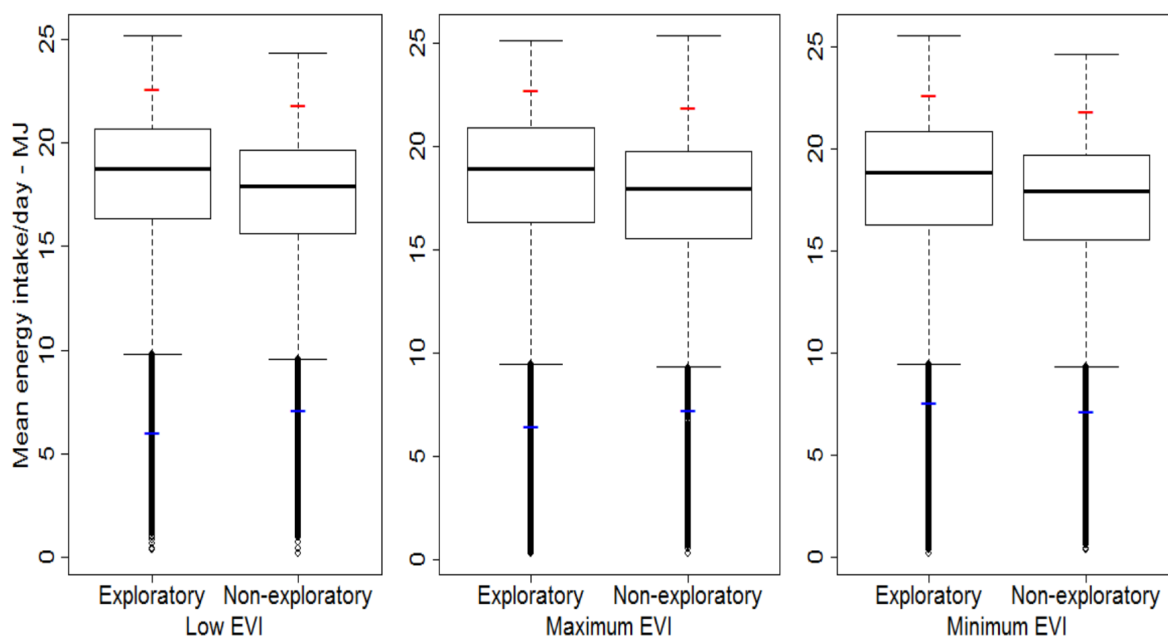 Mean energy intake/day - MJ
25
20
15
10
5
0
Exploratory Non-exploratory
Low EVI
25
20
15
10
5
0
Exploratory Non-exploratory
Maximum EVI
25
20
15
10
5
0
Exploratory Non-exploratory
Minimum EVI